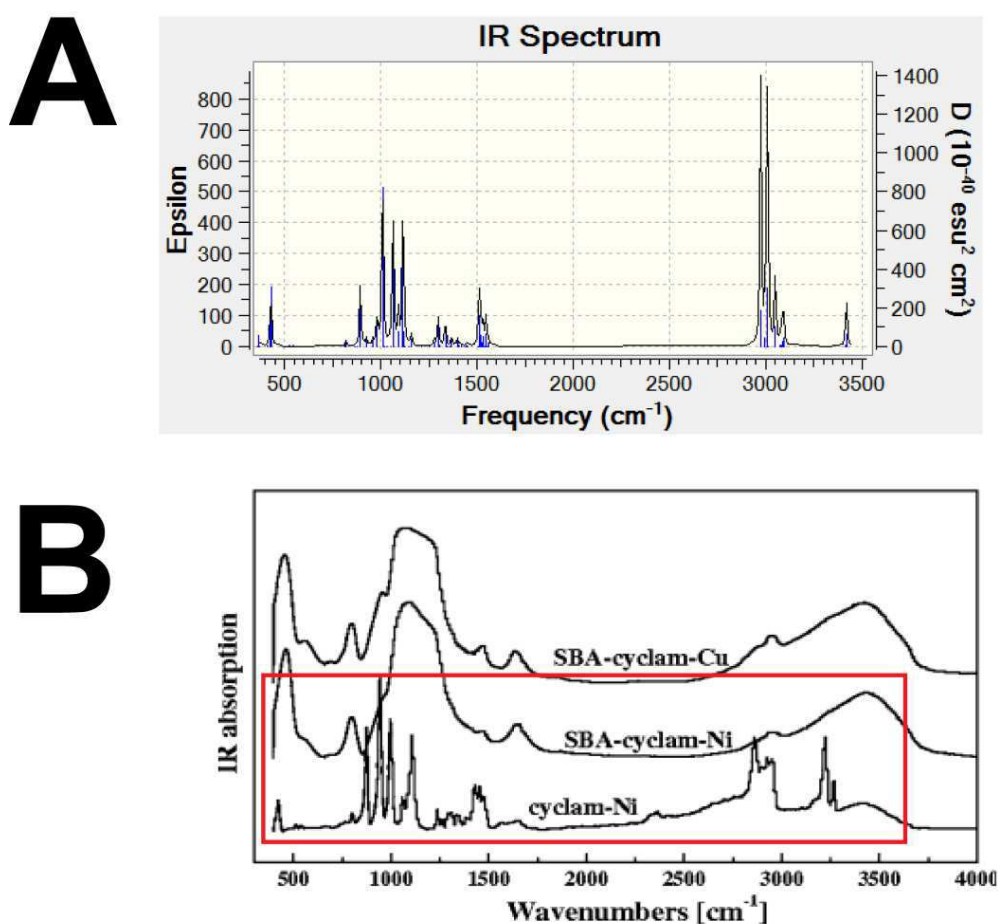 A
IR Spectrum
Epsilon
800
700
600
500
400
300
200
100
0
1400
1200
1000
800
600
400
200
0
D (10⁻⁴⁰ esu² cm²)
500 1000 1500 2000 2500 3000 3500
Frequency (cm⁻¹)
B
IR absorption
SBA-cyclam-Cu
SBA-cyclam-Ni
cyclam-Ni
500 1000 1500 2000 2500 3000 3500 4000
Wavenumbers [cm⁻¹]